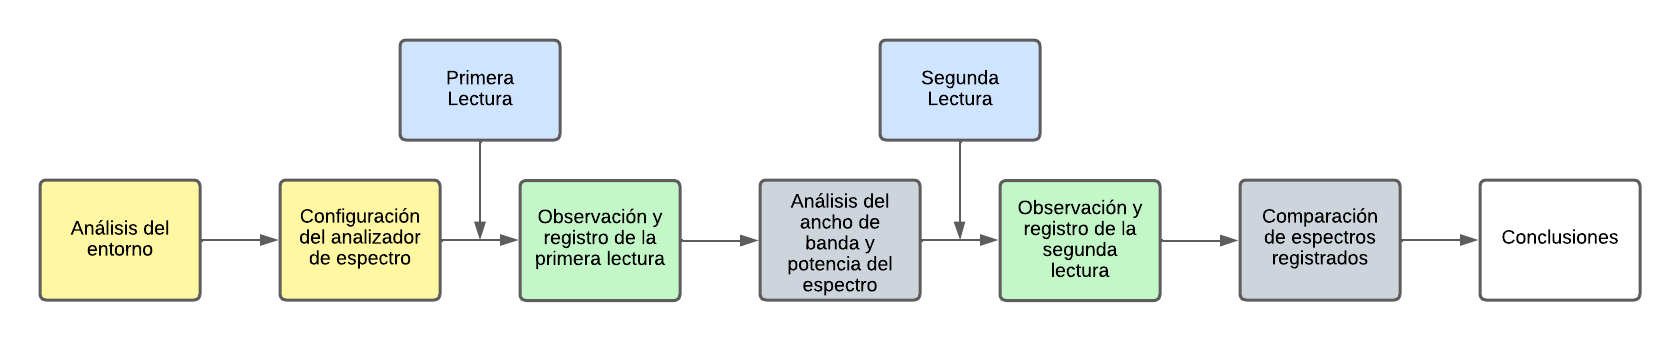 Primera
Lectura
Segunda
Lectura
Análisis del
entorno
Configuración
del analizador
de espectro
Observación y
registro de la
primera lectura
Análisis del
ancho de
banda y
potencia del
espectro
Observación y
registro de la
segunda
lectura
Comparación
de espectros
registrados
Conclusiones